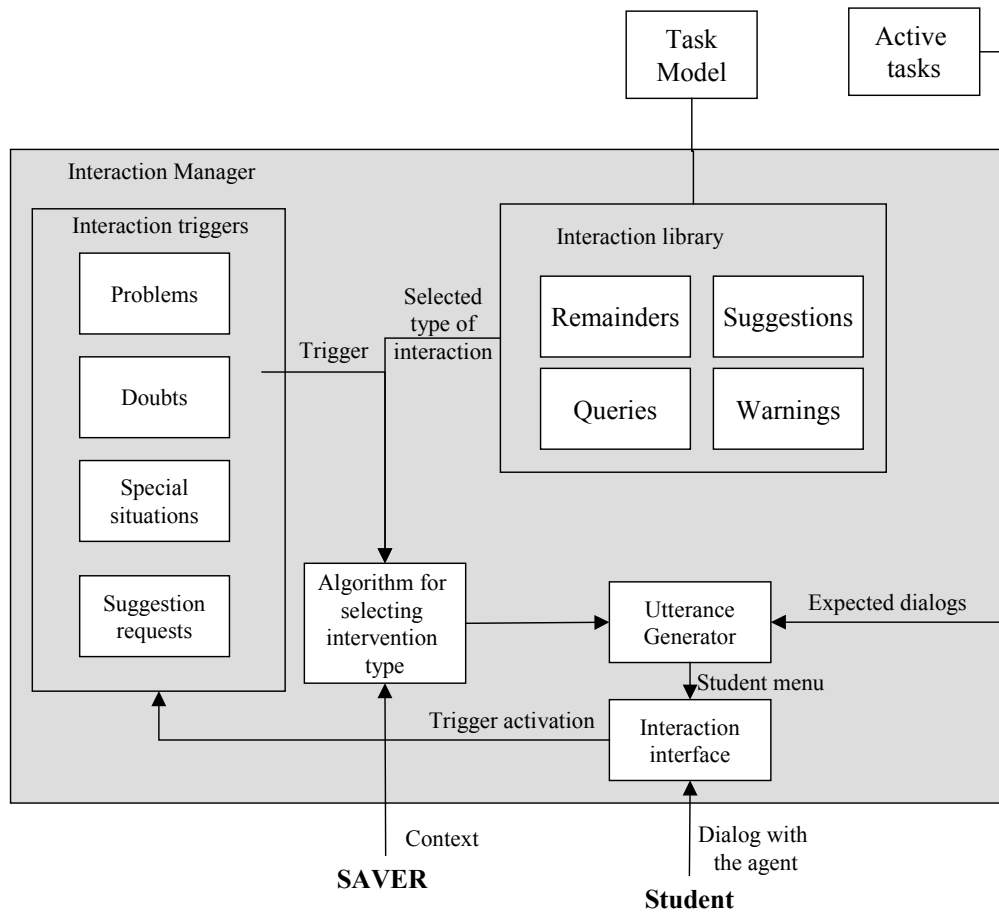 Task
Model
Active
tasks
Interaction Manager
Interaction triggers
Problems
Doubts
Special
situations
Suggestion
requests
Trigger
Selected
type of
interaction
Interaction library
Remainders
Suggestions
Queries
Warnings
Algorithm for
selecting
intervention
type
Utterance
Generator
Expected dialogs
Student menu
Trigger activation
Interaction
interface
Context
SAVER
Dialog with
the agent
Student